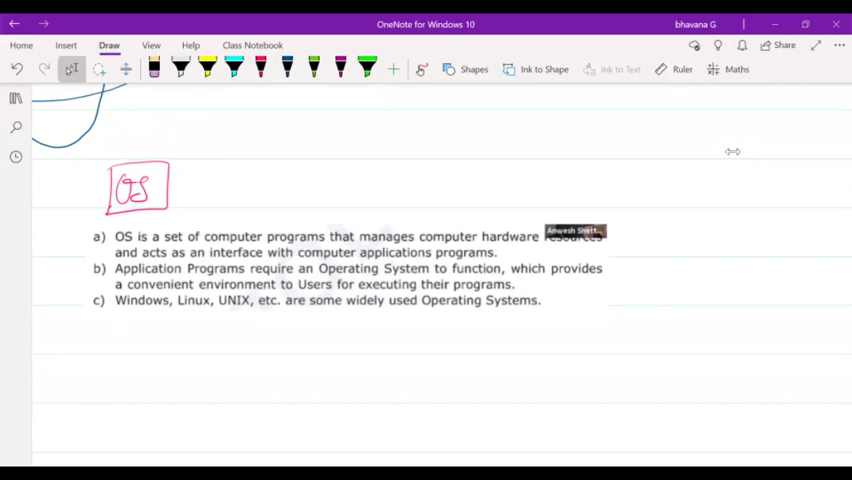 OneNote for Windows 10
bhavana G
Home Insert Draw View Help Class Notebook
Share
Shapes Ink to Shape Ink to Text Ruler Maths
OS
a) OS is a set of computer programs that manages computer hardware
Anwesh Shett...
and acts as an interface with computer applications programs.
b) Application Programs require an Operating System to function, which provides
a convenient environment to Users for executing their programs.
c) Windows, Linux, UNIX, etc. are some widely used Operating Systems.